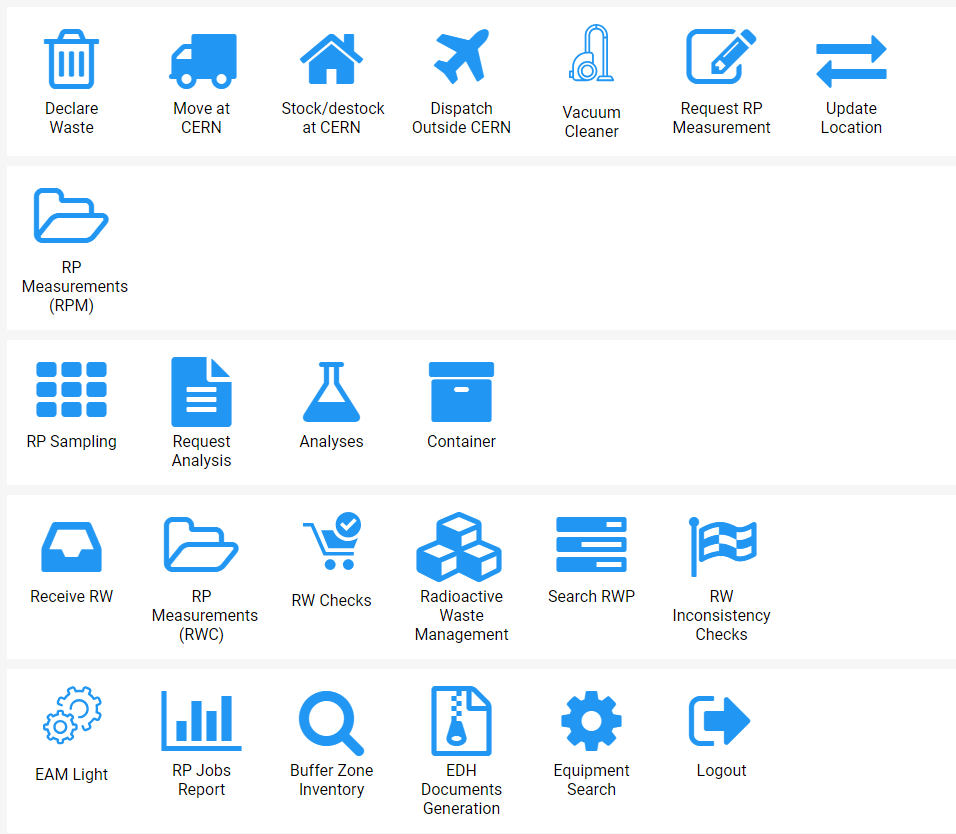 Declare
Waste
Move at
CERN
Stock/destock
at CERN
Dispatch
Outside CERN
Vacuum
Cleaner
Request RP
Measurement
Update
Location
RP
Measurements
(RPM)
RP Sampling
Request
Analysis
Analyses
Container
Receive RW
RP
Measurements
(RWC)
RW Checks
Radioactive
Waste
Management
Search RWP
RW
Inconsistency
Checks
EAM Light
RP Jobs
Report
Buffer Zone
Inventory
EDH
Documents
Generation
Equipment
Search
Logout